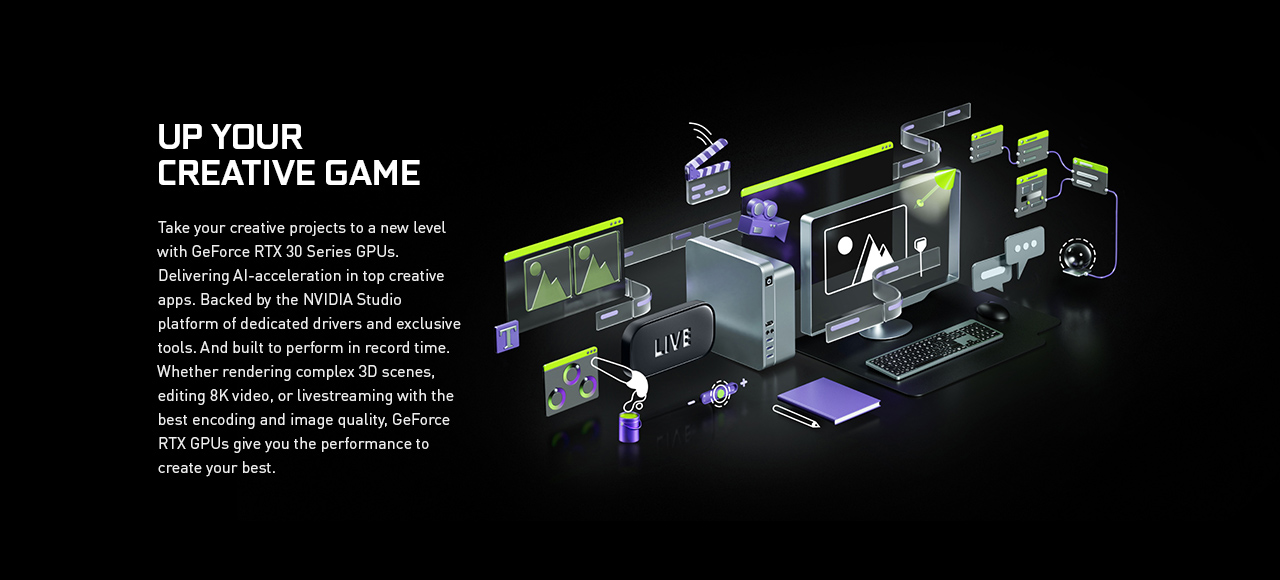 UP YOUR
CREATIVE GAME
Take your creative projects to a new level
with GeForce RTX 30 Series GPUs.
Delivering AI-acceleration in top creative
apps. Backed by the NVIDIA Studio
platform of dedicated drivers and exclusive
tools. And built to perform in record time.
Whether rendering complex 3D scenes,
editing 8K video, or livestreaming with the
best encoding and image quality, GeForce
RTX GPUs give you the performance to
create your best.
T
LIVE